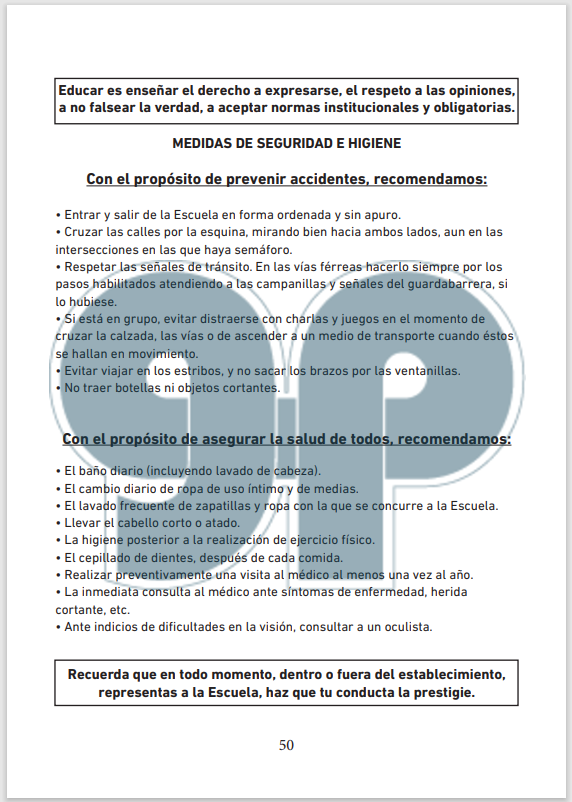 Educar es enseñar el derecho a expresarse, el respeto a las opiniones,
a no falsear la verdad, a aceptar normas institucionales y obligatorias.
MEDIDAS DE SEGURIDAD E HIGIENE
Con el propósito de prevenir accidentes, recomendamos:
• Entrar y salir de la Escuela en forma ordenada y sin apuro.
• Cruzar las calles por la esquina, mirando bien hacia ambos lados, aun en las
intersecciones en las que haya semáforo.
• Respetar las señales de tránsito. En las vías férreas hacerlo siempre por los
pasos habilitados atendiendo a las campanillas y señales del guardabarrera, si
lo hubiese.
• Si está en grupo, evitar distraerse con charlas y juegos en el momento de
cruzar la calzada, las vías o de ascender a un medio de transporte cuando éstos
se hallan en movimiento.
• Evitar viajar en los estribos, y no sacar los brazos por las ventanillas.
• No traer botellas ni objetos cortantes.
Con el propósito de asegurar la salud de todos, recomendamos:
• El baño diario (incluyendo lavado de cabeza).
• El cambio diario de ropa de uso íntimo y de medias.
• El lavado frecuente de zapatillas y ropa con la que se concurre a la Escuela.
• Llevar el cabello corto o atado.
• La higiene posterior a la realización de ejercicio físico.
• El cepillado de dientes, después de cada comida.
• Realizar preventivamente una visita al médico al menos una vez al año.
• La inmediata consulta al médico ante síntomas de enfermedad, herida
cortante, etc.
• Ante indicios de dificultades en la visión, consultar a un oculista.
Recuerda que en todo momento, dentro o fuera del establecimiento,
representas a la Escuela, haz que tu conducta la prestigie.
50
gp